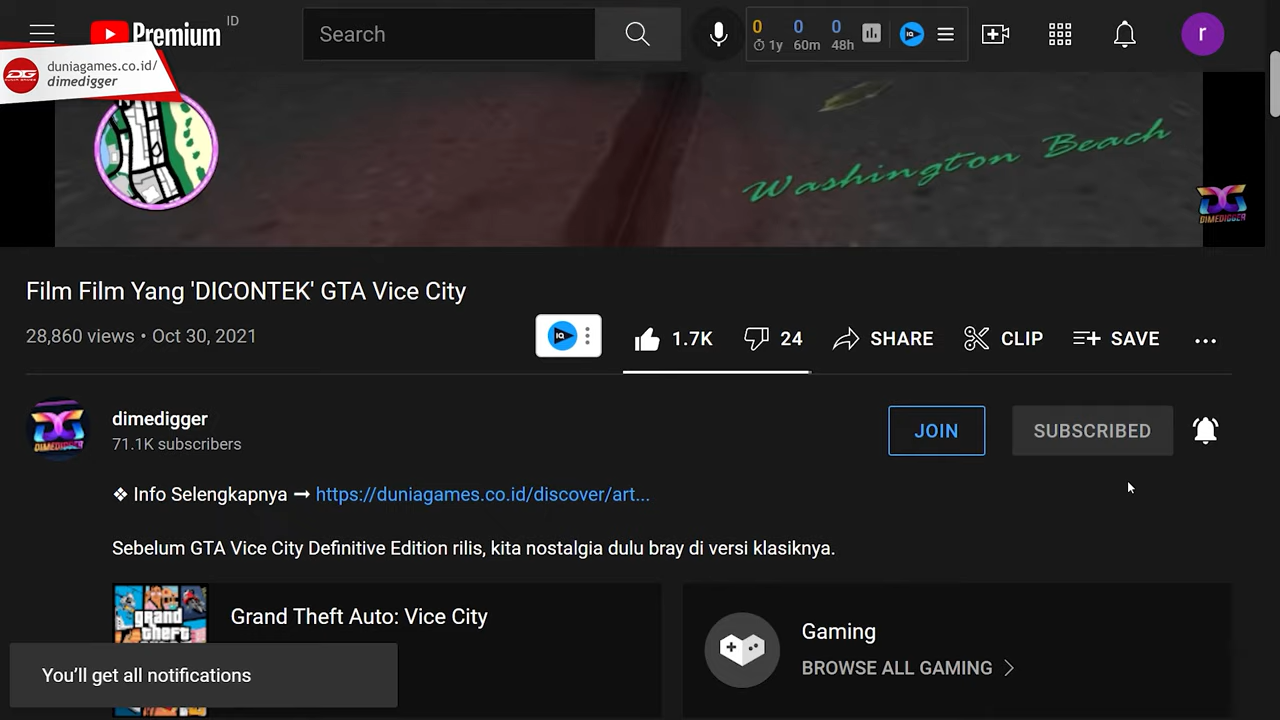 Premium
ID
Search
0 0 0
1y 60m 48h
r
duniagames.co.id/
dimedigger
Washington Beach
DIMEDIGGER
Film Film Yang 'DICONTEK' GTA Vice City
28,860 views • Oct 30, 2021
1.7K 24 SHARE CLIP SAVE
dimedigger
71.1K subscribers
JOIN SUBSCRIBED
❖ Info Selengkapnya ➞ https://duniagames.co.id/discover/art...
Sebelum GTA Vice City Definitive Edition rilis, kita nostalgia dulu bray di versi klasiknya.
grand
theft
Grand Theft Auto: Vice City
Gaming
BROWSE ALL GAMING
You’ll get all notifications